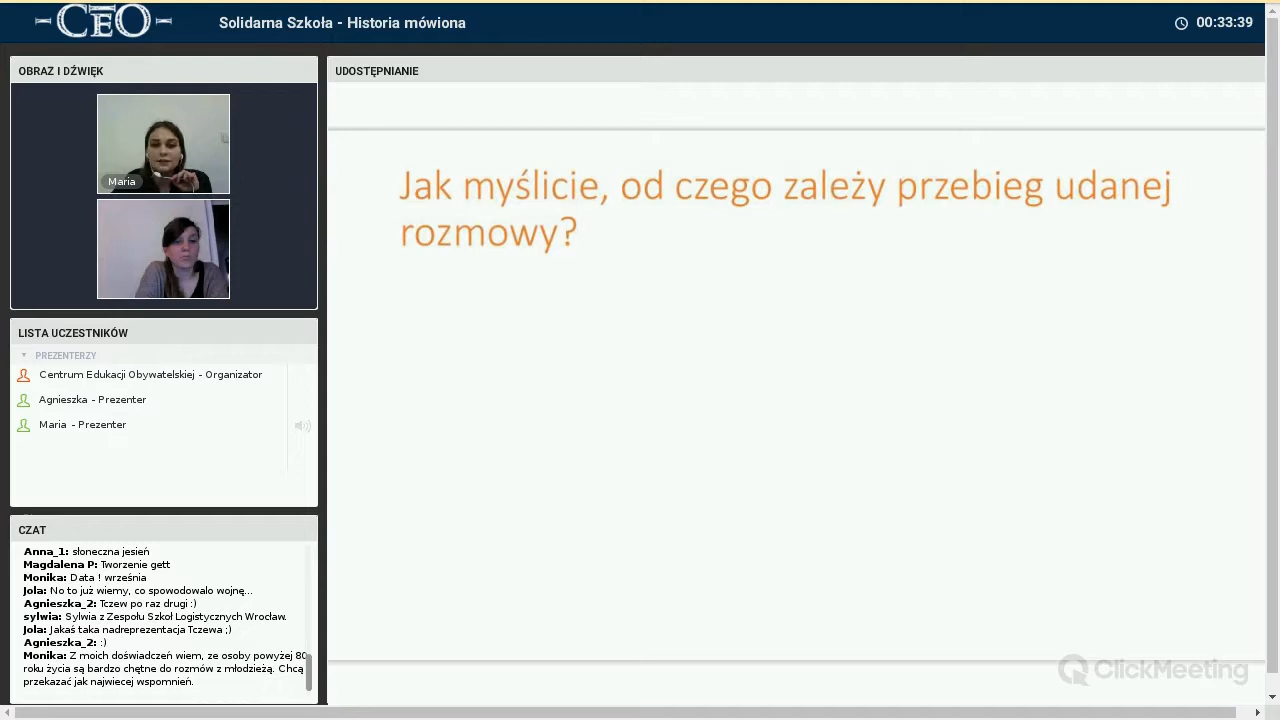 CEO
Solidarna Szkoła - Historia mówiona
00:33:39
OBRAZ I DŹWIĘK
Maria
LISTA UCZESTNIKÓW
PREZENTERZY
Centrum Edukacji Obywatelskiej - Organizator
Agnieszka - Prezenter
Maria - Prezenter
CZAT
Anna_1: słoneczna jesień
Magdalena P: Tworzenie gett
Monika: Data ! września
Jola: No to już wiemy, co spowodowalo wojnę...
Agnieszka_2: Tczew po raz drugi :)
sylwia: Sylwia z Zespołu Szkoł Logistycznych Wrocław.
Jola: Jakaś taka nadreprezentacja Tczewa ;)
Agnieszka_2: :)
Monika: Z moich doświadczeń wiem, ze osoby powyżej 80
roku życia są bardzo chętne do rozmów z młodzieżą. Chcą
przekazać jak najwiecej wspomnień.
UDOSTĘPNIANIE
Jak myślicie, od czego zależy przebieg udanej
rozmowy?
ClickMeeting